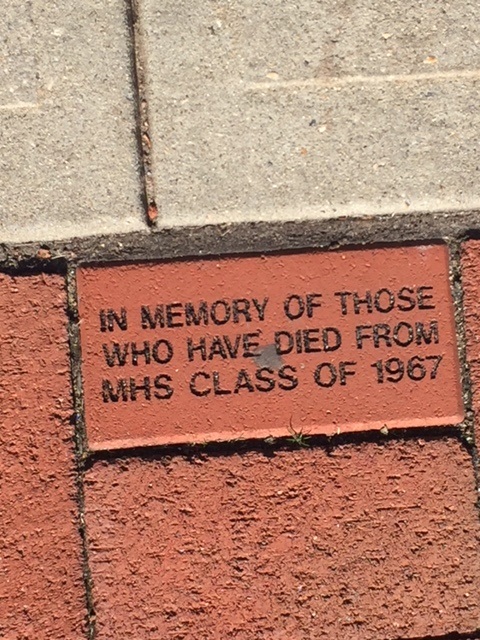 IN MEMORY OF THOSE
WHO HAVE DIED FROM
MHS CLASS OF 1967